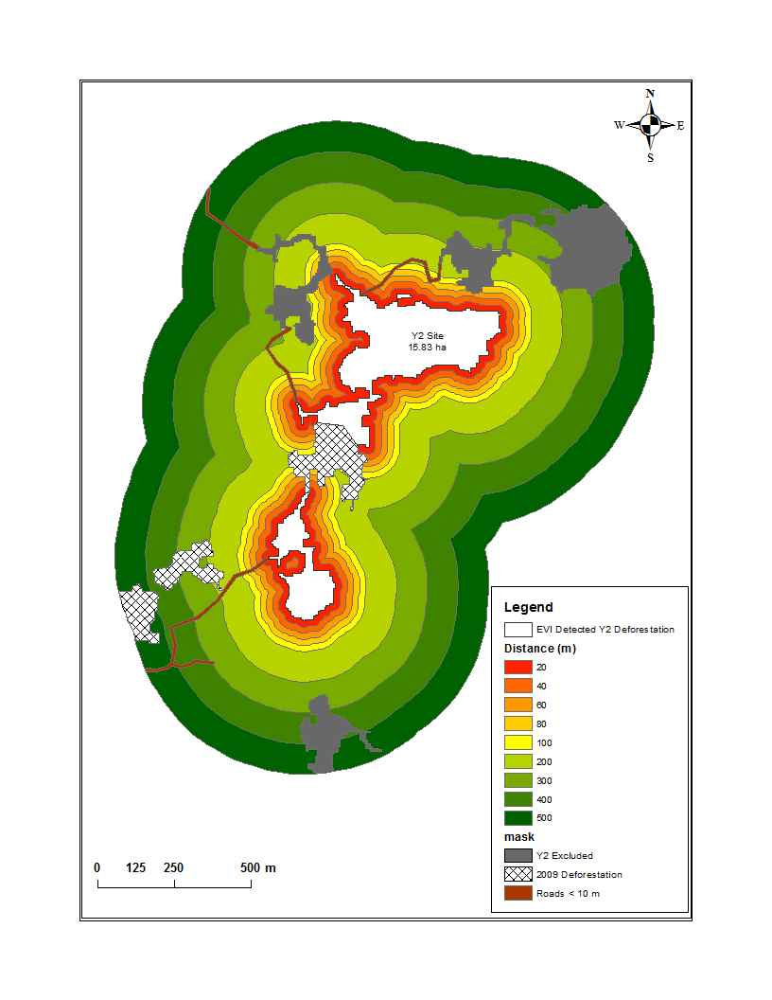 N
W E
S
Y2 Site
15.83 ha
Legend
EVI Detected Y2 Deforestation
Distance (m)
20
40
60
80
100
200
300
400
500
mask
Y2 Excluded
2009 Deforestation
Roads < 10 m
0 125 250 500 m